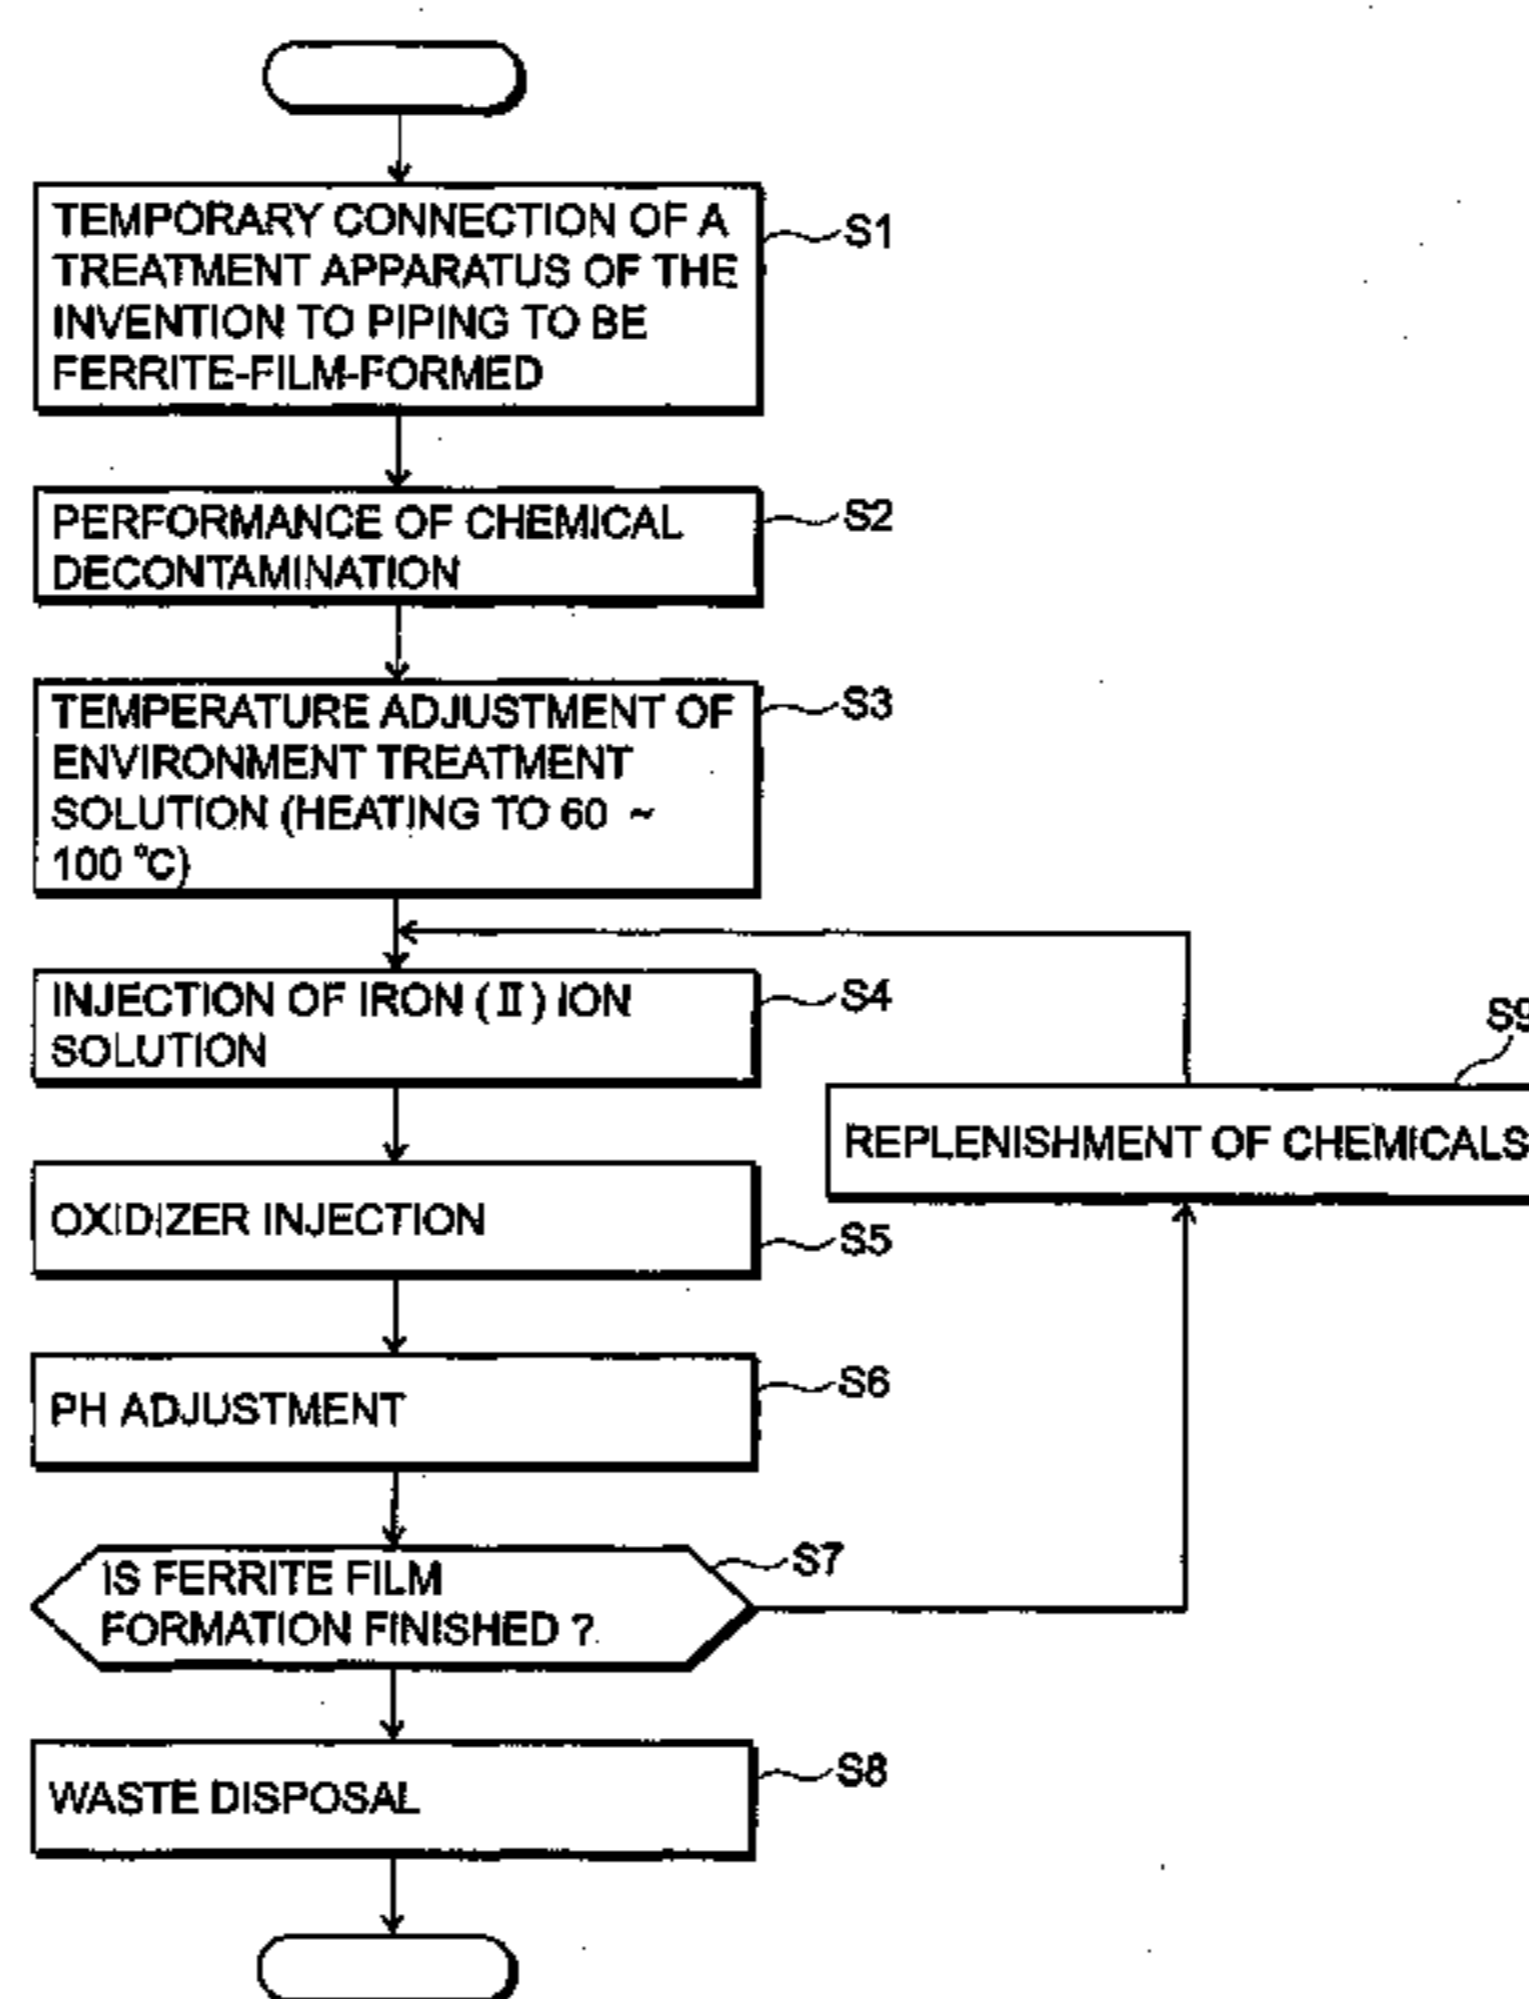 TEMPORARY CONNECTION OF A
TREATMENT APPARATUS OF THE
INVENTION TO PIPING TO BE
FERRITE-FILM-FORMED
S1
PERFORMANCE OF CHEMICAL
DECONTAMINATION
S2
TEMPERATURE ADJUSTMENT OF
ENVIRONMENT TREATMENT
SOLUTION (HEATING TO 60 ~
100 °C)
S3
INJECTION OF IRON (II) ION
SOLUTION
S4
S9
REPLENISHMENT OF CHEMICALS
OXIDIZER INJECTION
S5
PH ADJUSTMENT
S6
IS FERRITE FILM
FORMATION FINISHED ?
S7
WASTE DISPOSAL
S8